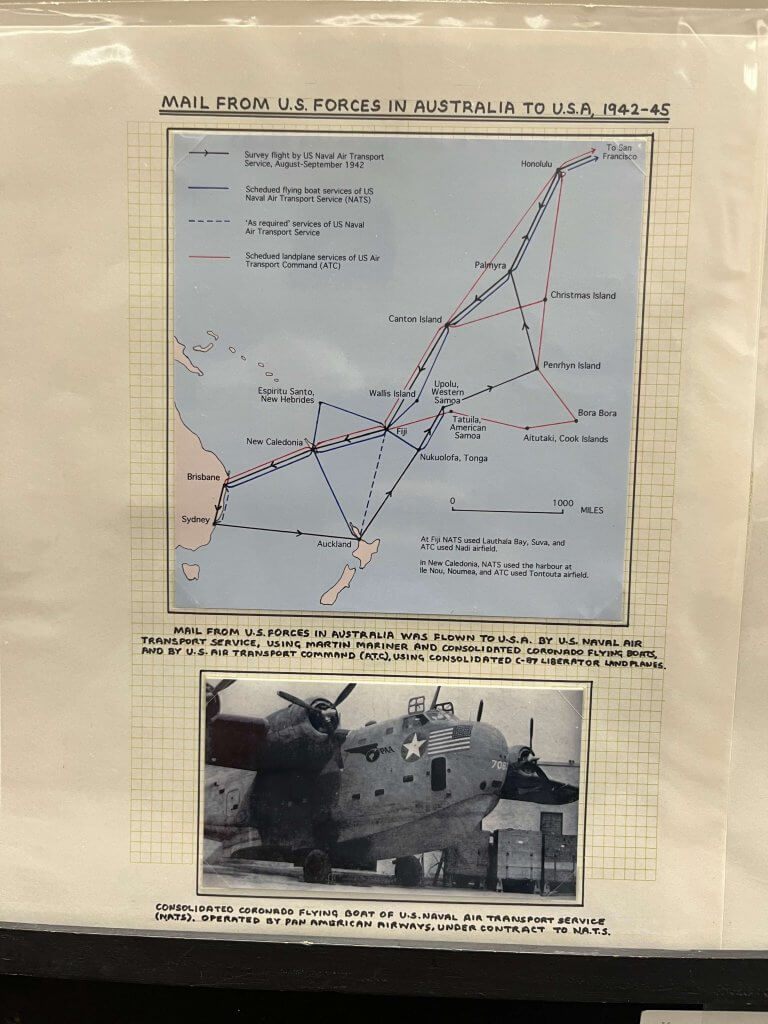 MAIL FROM U.S. FORCES IN AUSTRALIA TO U.S.A, 1942-45
Survey flight by US Naval Air Transport
Service, August-September 1942
Schedued flying boat services of US
Naval Air Transport Service (NATS)
'As required' services of US Naval
Air Transport Service
Schedued landplane services of US Air
Transport Command (ATC)
To San
Francisco
Honolulu
Palmyra
Christmas Island
Canton Island
Penrhyn Island
Wallis Island
Upolu,
Western
Samoa
Espiritu Santo,
New Hebrides
Bora Bora
Fiji
Tatuila,
American
Samoa
Aitutaki, Cook Islands
New Caledonia
Nukuolofa, Tonga
Brisbane
Sydney
Auckland
0 1000 MILES
At Fiji NATS used Lauthala Bay, Suva, and
ATC used Nadi airfield.
In New Caledonia, NATS used the harbour at
Ile Nou, Noumea, and ATC used Tontouta airfield.
MAIL FROM U.S. FORCES IN AUSTRALIA WAS FLOWN TO U.S.A. BY U.S. NAVAL AIR
TRANSPORT SERVICE, USING MARTIN MARINER AND CONSOLIDATED CORONADO FLYING BOATS,
AND BY U.S. AIR TRANSPORT COMMAND (A.T.C.), USING CONSOLIDATED C-87 LIBERATOR LANDPLANES.
PAA
CONSOLIDATED CORONADO FLYING BOAT OF U.S. NAVAL AIR TRANSPORT SERVICE
(NATS). OPERATED BY PAN AMERICAN AIRWAYS, UNDER CONTRACT TO N.A.T.S.